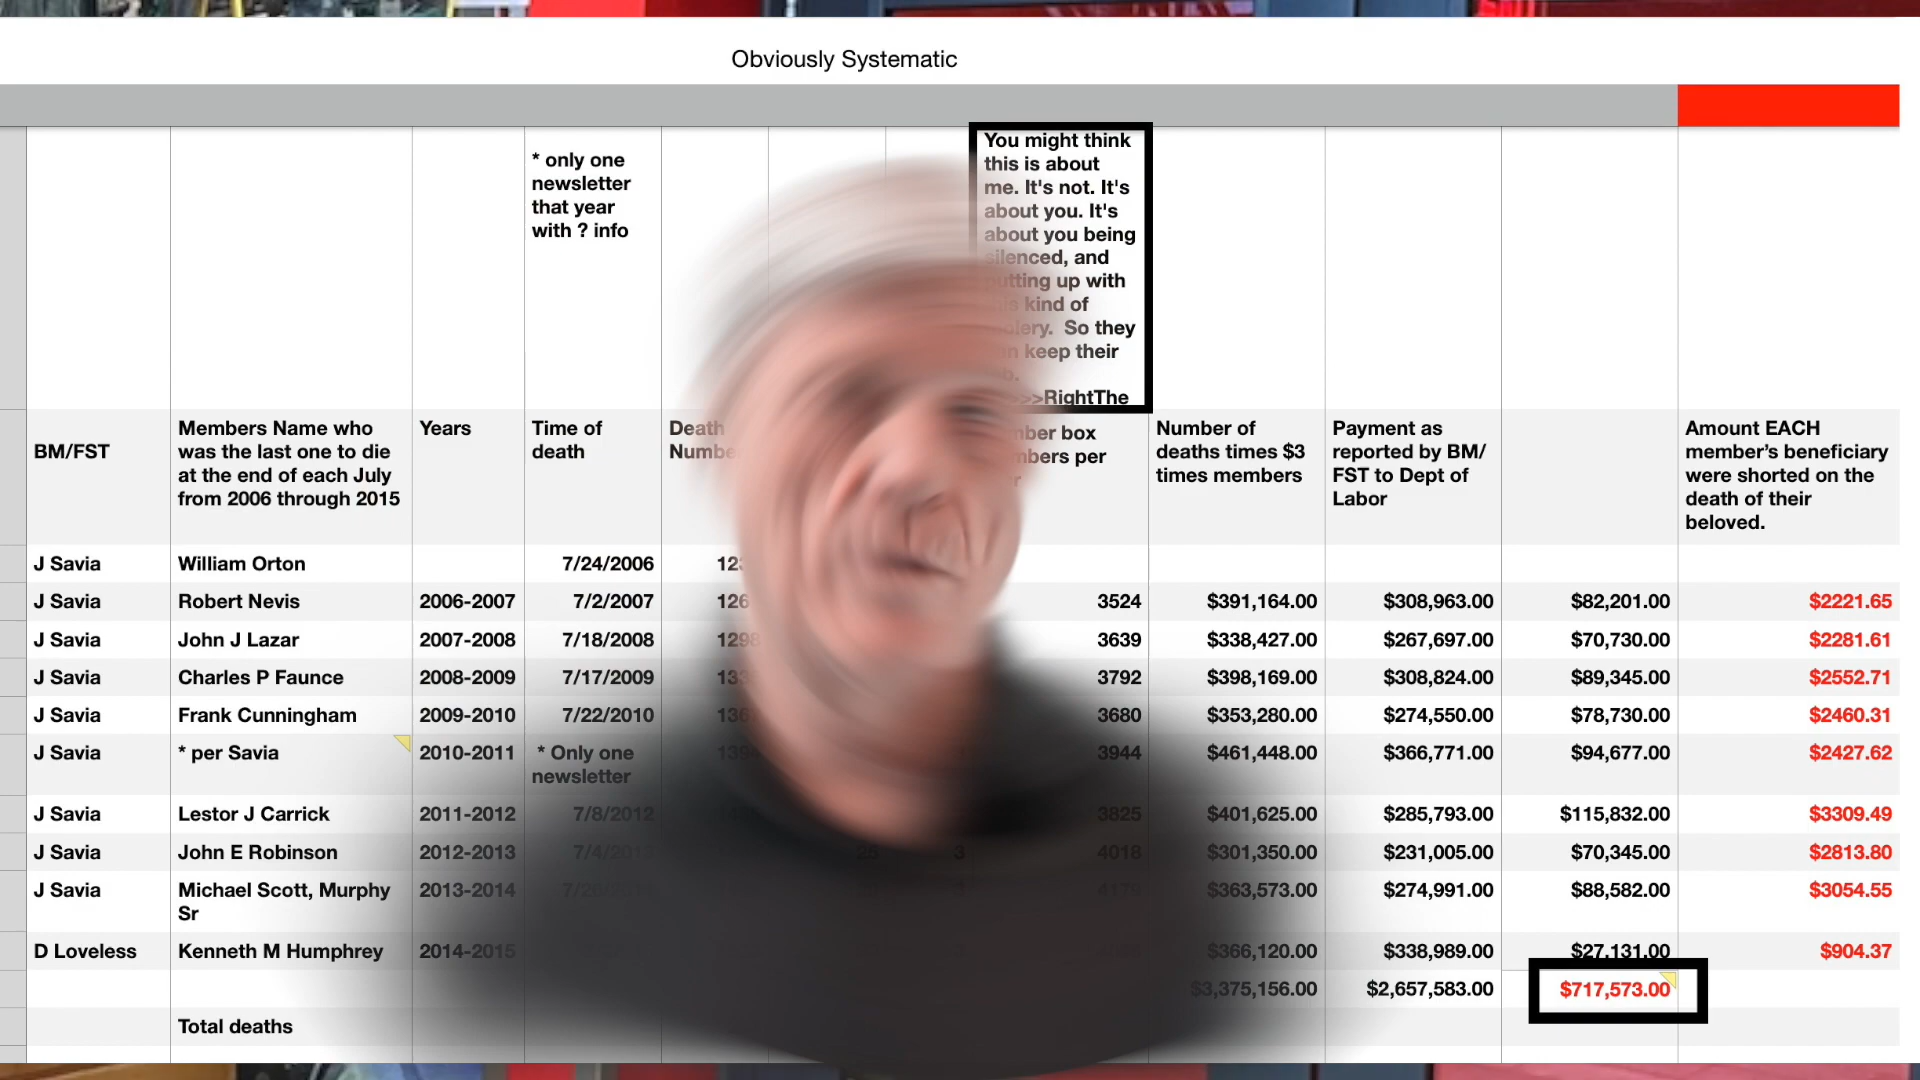 Obviously Systematic
* only one
newsletter
that year
with ? info
You might think
this is about
me. It's not. It's
about you. It's
about you being
silenced, and
putting up with
kind of
So they
keep their
>>>RightThe
BM/FST
Members Name who
was the last one to die
at the end of each July
from 2006 through 2015
Years
Time of
death
Death
box
per
Number of
deaths times $3
times members
Payment as
reported by BM/
FST to Dept of
Labor
Amount EACH
member’s beneficiary
were shorted on the
death of their
beloved.
J Savia William Orton 7/24/2006
J Savia Robert Nevis 2006-2007 7/2/2007 3524 $391,164.00 $308,963.00 $82,201.00 $2221.65
J Savia John J Lazar 2007-2008 7/18/2008 1298 3639 $338,427.00 $267,697.00 $70,730.00 $2281.61
J Savia Charles P Faunce 2008-2009 7/17/2009 3792 $398,169.00 $308,824.00 $89,345.00 $2552.71
J Savia Frank Cunningham 2009-2010 7/22/2010 3680 $353,280.00 $274,550.00 $78,730.00 $2460.31
J Savia * per Savia 2010-2011 * Only one
newsletter 3944 $461,448.00 $366,771.00 $94,677.00 $2427.62
J Savia Lestor J Carrick 2011-2012 7/8/2012 3825 $401,625.00 $285,793.00 $115,832.00 $3309.49
J Savia John E Robinson 2012-2013 7/4/2013 25 3 4018 $301,350.00 $231,005.00 $70,345.00 $2813.80
J Savia Michael Scott, Murphy
Sr 2013-2014 $363,573.00 $274,991.00 $88,582.00 $3054.55
D Loveless Kenneth M Humphrey 2014-2015 $366,120.00 $338,989.00 $27,131.00 $904.37
$3,375,156.00 $2,657,583.00 $717,573.00
Total deaths